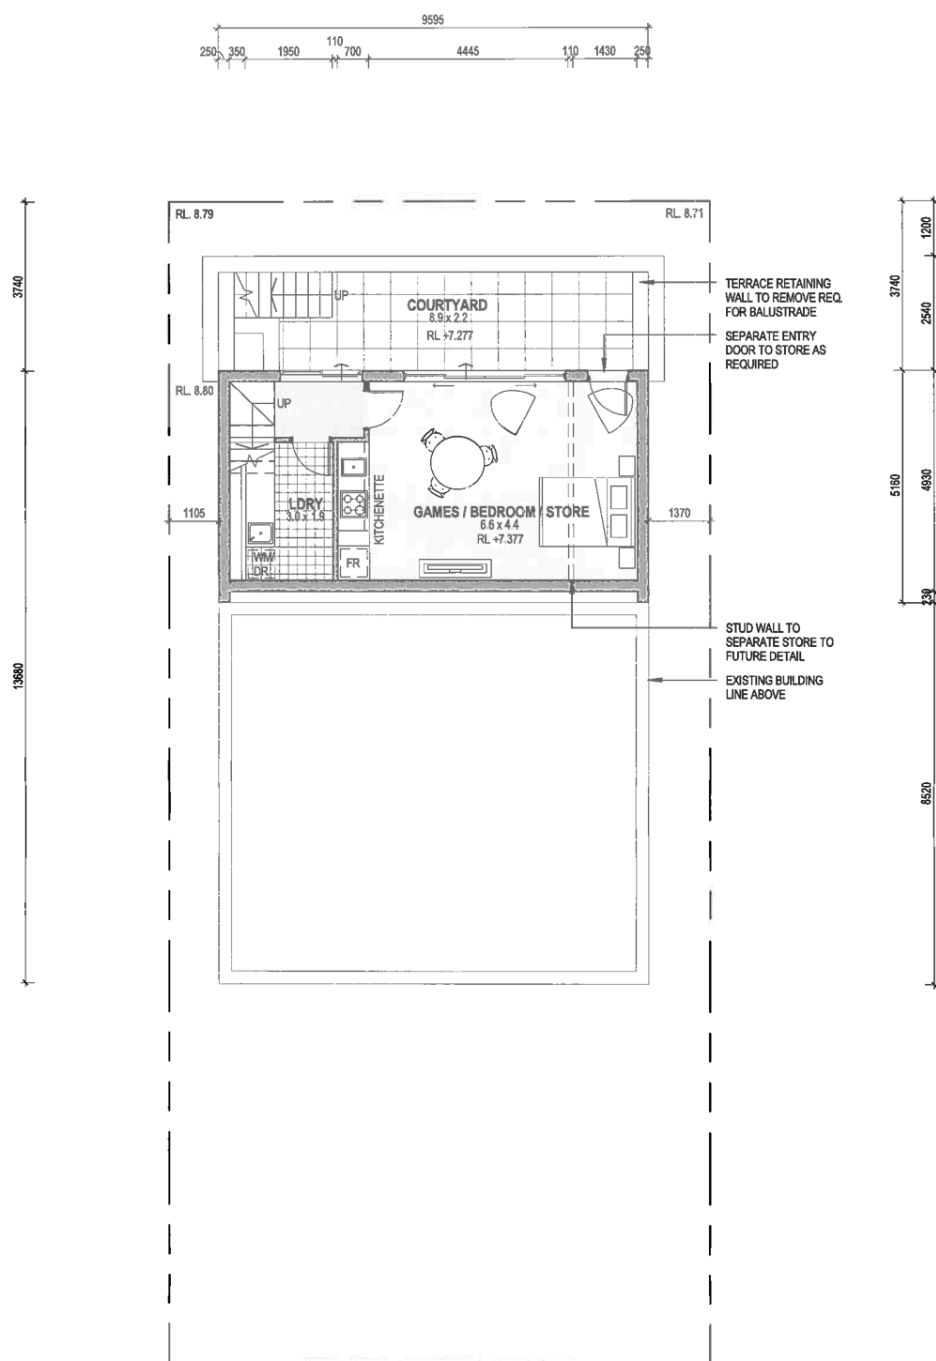 9595
250 350 1950 110 700 4445 110 1430 250
RL. 8.79
RL. 8.71
3740
3740
1200
2540
UP
COURTYARD
8.9 x 2.2
RL +7.277
TERRACE RETAINING
WALL TO REMOVE REQ.
FOR BALUSTRADE
SEPARATE ENTRY
DOOR TO STORE AS
REQUIRED
RL. 8.80
UP
KITCHENETTE
LDRY
3.0 x 1.9
GAMES / BEDROOM / STORE
6.6 x 4.4
RL +7.377
WM
DR
FR
1105
1370
5160
4930
230
STUD WALL TO
SEPARATE STORE TO
FUTURE DETAIL
EXISTING BUILDING
LINE ABOVE
13680
8520